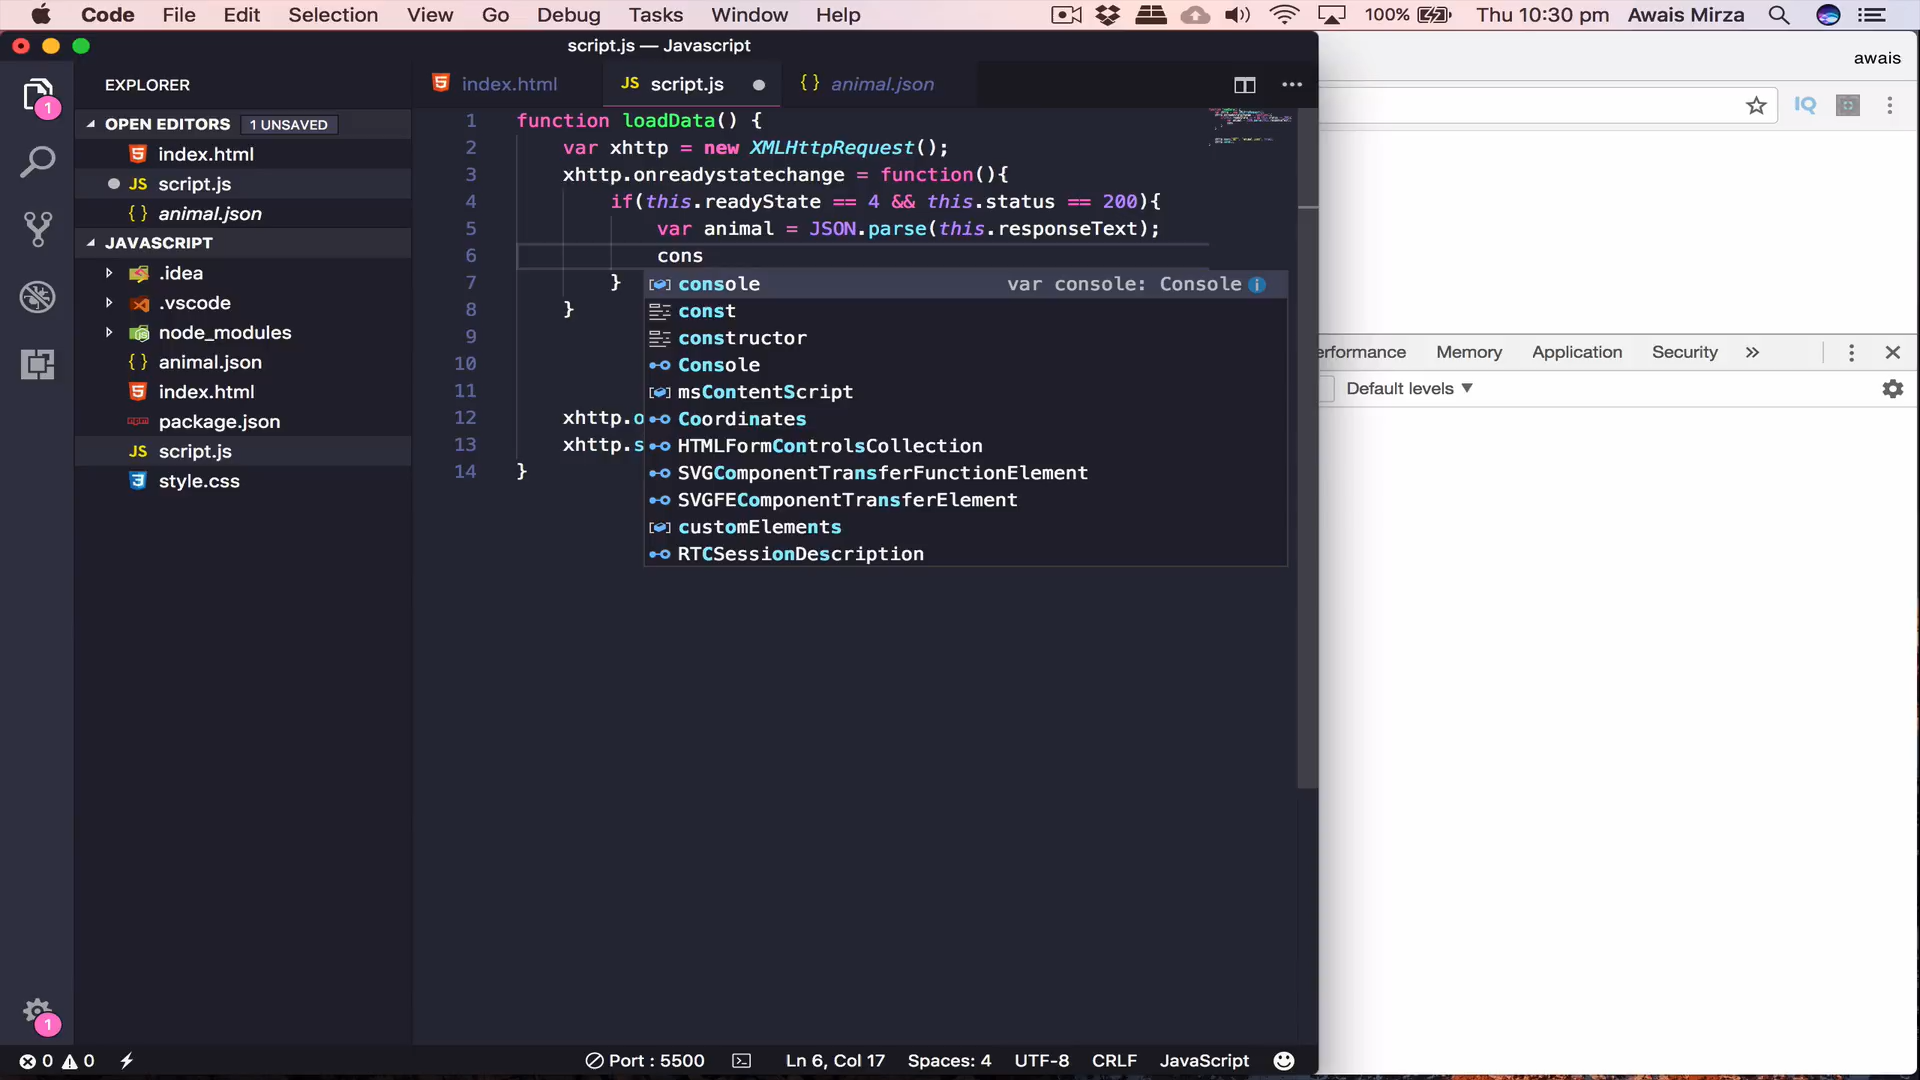 Code File Edit Selection View Go Debug Tasks Window Help 100% Thu 10:30 pm Awais Mirza
script.js — Javascript
awais
EXPLORER
index.html
JS script.js
{ } animal.json
IQ
OPEN EDITORS 1 UNSAVED
index.html
JS script.js
{ } animal.json
JAVASCRIPT
.idea
.vscode
node_modules
{ } animal.json
index.html
package.json
JS script.js
style.css
1
1
1 function loadData() {
2 var xhttp = new XMLHttpRequest();
3 xhttp.onreadystatechange = function(){
4 if(this.readyState == 4 && this.status == 200){
5 var animal = JSON.parse(this.responseText);
6 cons
7 }
8 }
9
10
11
12 xhttp.o
13 xhttp.s
14 }
console var console: Console
const
constructor
Console
msContentScript
Coordinates
HTMLFormControlsCollection
SVGComponentTransferFunctionElement
SVGFEComponentTransferElement
customElements
RTCSessionDescription
erformance Memory Application Security »
Default levels ▼
0 0 Port : 5500 Ln 6, Col 17 Spaces: 4 UTF-8 CRLF JavaScript